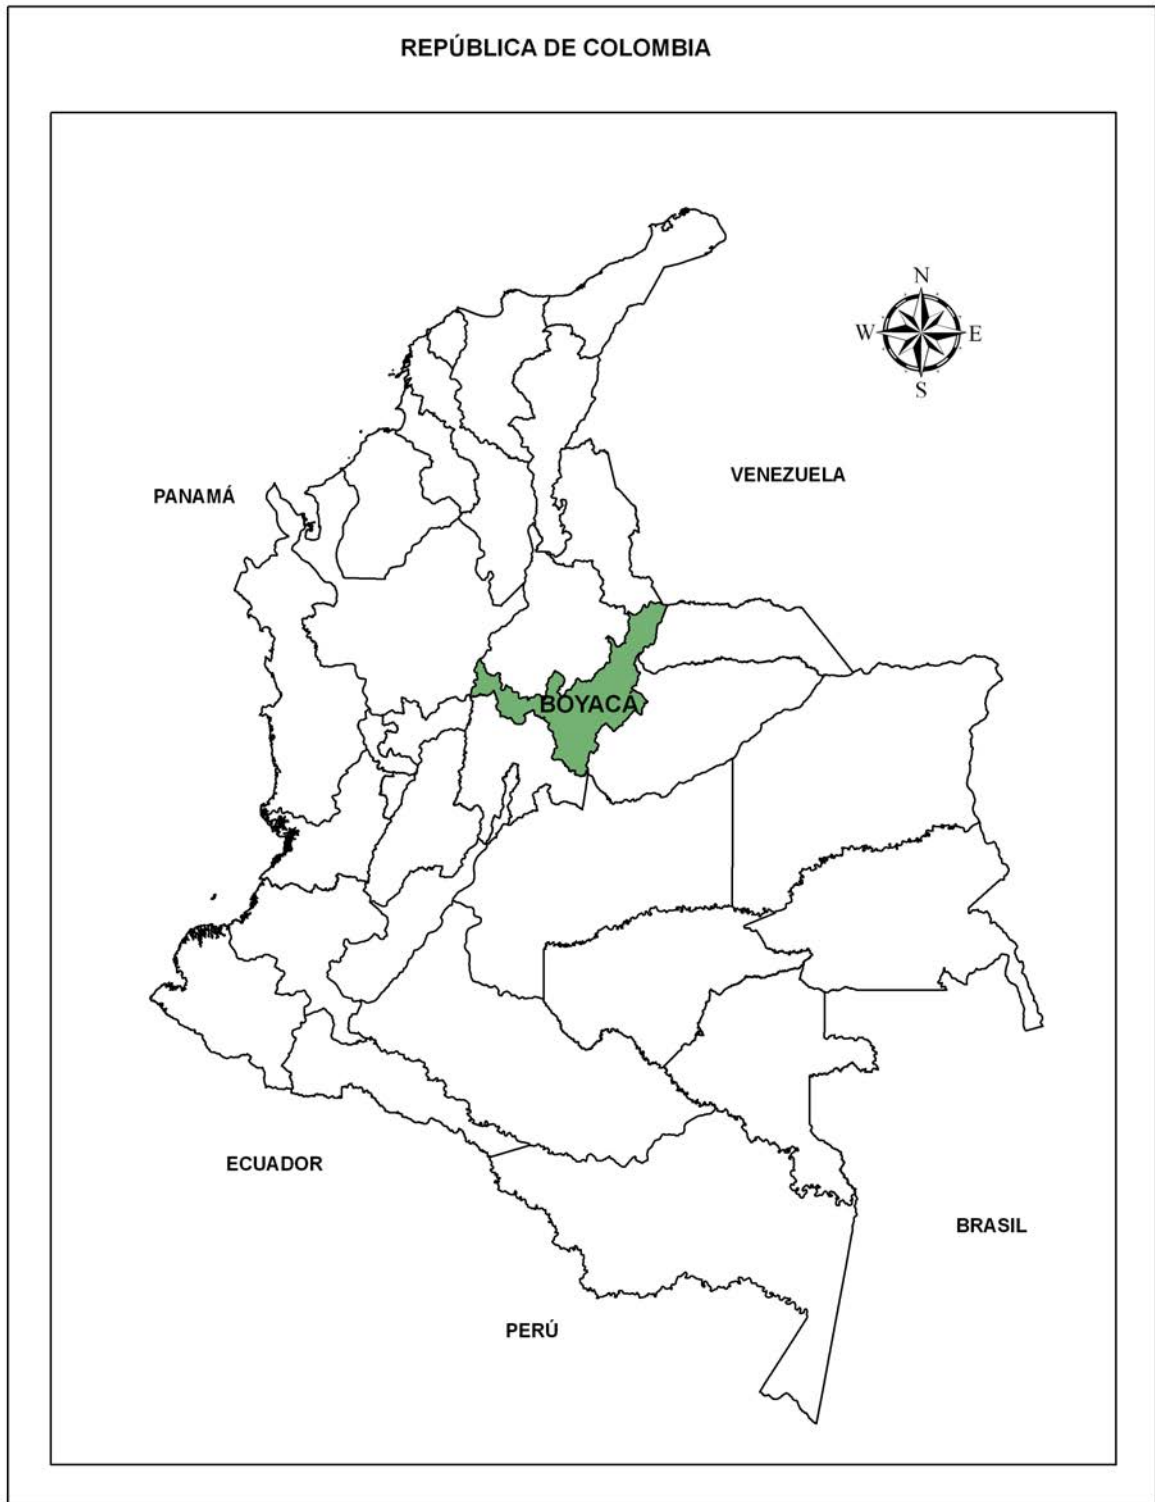 REPÚBLICA DE COLOMBIA
N
W E
S
VENEZUELA
PANAMÁ
BOYACÁ
ECUADOR
BRASIL
PERÚ